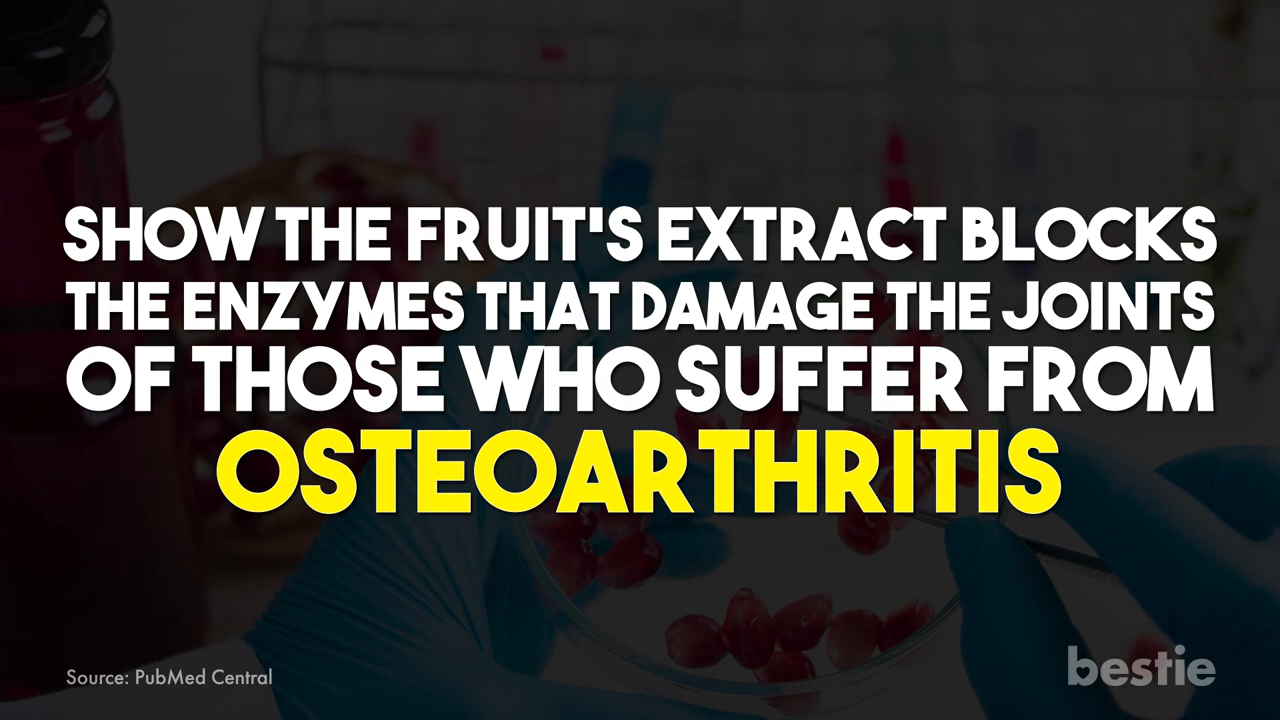 SHOW THE FRUIT'S EXTRACT BLOCKS
THE ENZYMES THAT DAMAGE THE JOINTS
OF THOSE WHO SUFFER FROM
OSTEOARTHRITIS
Source: PubMed Central
bestie